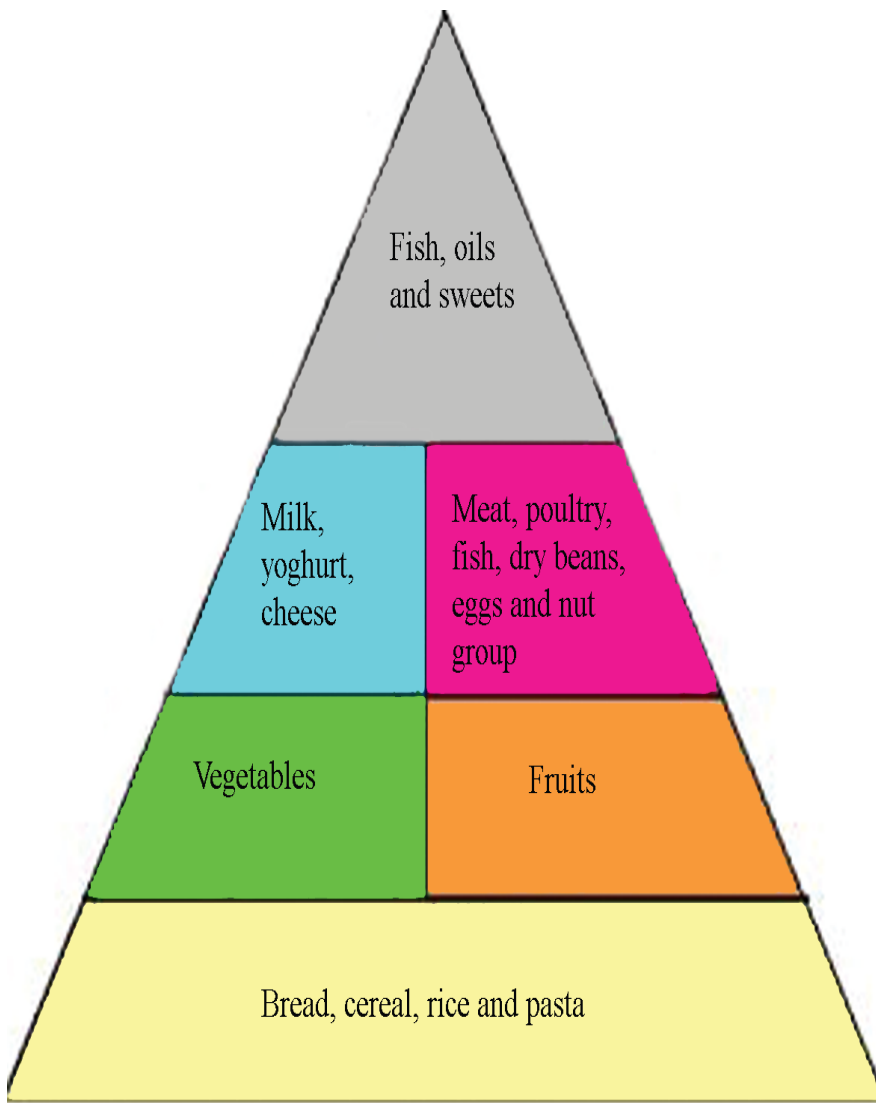 Fish, oils
and sweets
Milk,
yoghurt,
cheese
Meat, poultry,
fish, dry beans,
eggs and nut
group
Vegetables
Fruits
Bread, cereal, rice and pasta